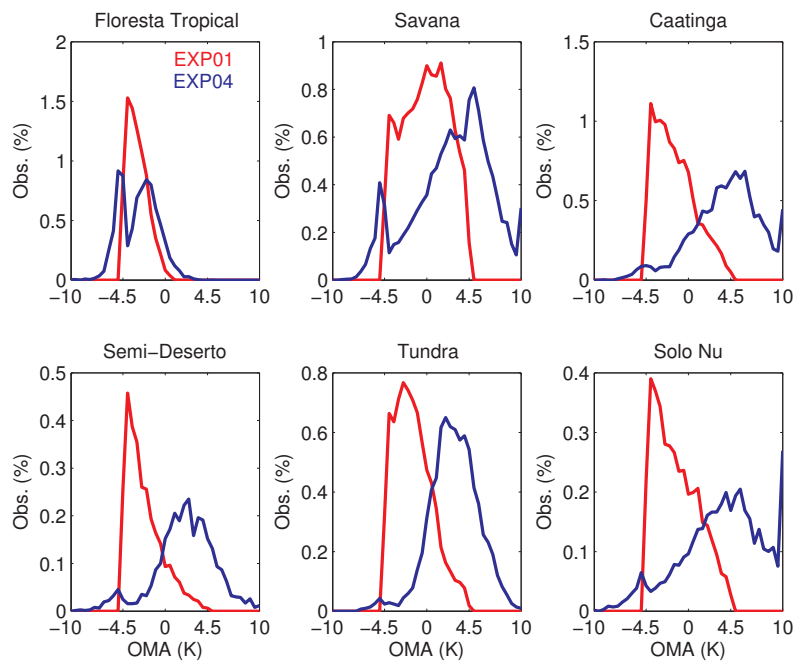 Floresta Tropical
Savana
Caatinga
2
1.5
1
0.5
0
EXP01
EXP04
Obs. (%)
−10 −4.5 0 4.5 10
1
0.8
0.6
0.4
0.2
0
Obs. (%)
−10 −4.5 0 4.5 10
1.5
1
0.5
0
Obs. (%)
−10 −4.5 0 4.5 10
Semi−Deserto
Tundra
Solo Nu
0.5
0.4
0.3
0.2
0.1
0
Obs. (%)
−10 −4.5 0 4.5 10
OMA (K)
0.8
0.6
0.4
0.2
0
Obs. (%)
−10 −4.5 0 4.5 10
OMA (K)
0.4
0.3
0.2
0.1
0
Obs. (%)
−10 −4.5 0 4.5 10
OMA (K)